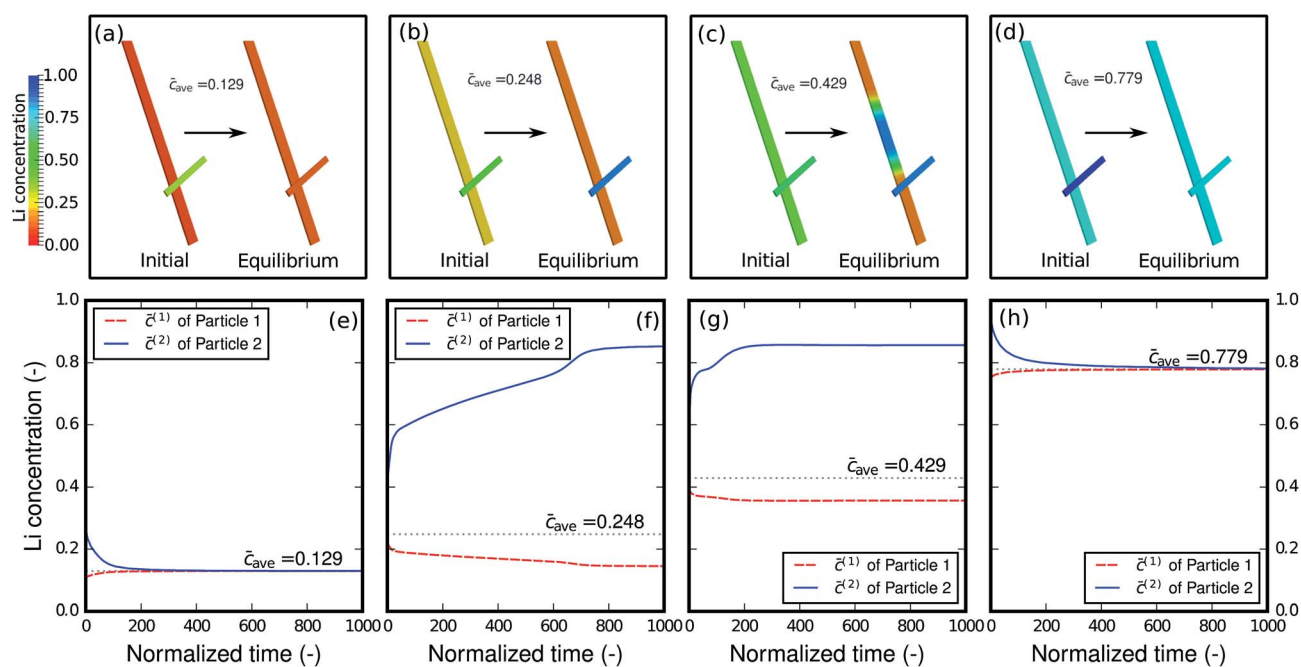 (a)
c̄ave =0.129
Initial Equilibrium
(b)
c̄ave =0.248
Initial Equilibrium
(c)
c̄ave =0.429
Initial Equilibrium
(d)
c̄ave =0.779
Initial Equilibrium
Li concentration
1.00
0.75
0.50
0.25
0.00
Li concentration (-)
1.0
0.8
0.6
0.4
0.2
0.0
c̄⁽¹⁾ of Particle 1
c̄⁽²⁾ of Particle 2
(e)
c̄ave =0.129
0 200 400 600 800 1000
Normalized time (-)
c̄⁽¹⁾ of Particle 1
c̄⁽²⁾ of Particle 2
(f)
c̄ave =0.248
0 200 400 600 800 1000
Normalized time (-)
(g)
c̄ave =0.429
c̄⁽¹⁾ of Particle 1
c̄⁽²⁾ of Particle 2
0 200 400 600 800 1000
Normalized time (-)
(h)
c̄ave =0.779
c̄⁽¹⁾ of Particle 1
c̄⁽²⁾ of Particle 2
0 200 400 600 800 1000
Normalized time (-)
1.0
0.8
0.6
0.4
0.2
0.0